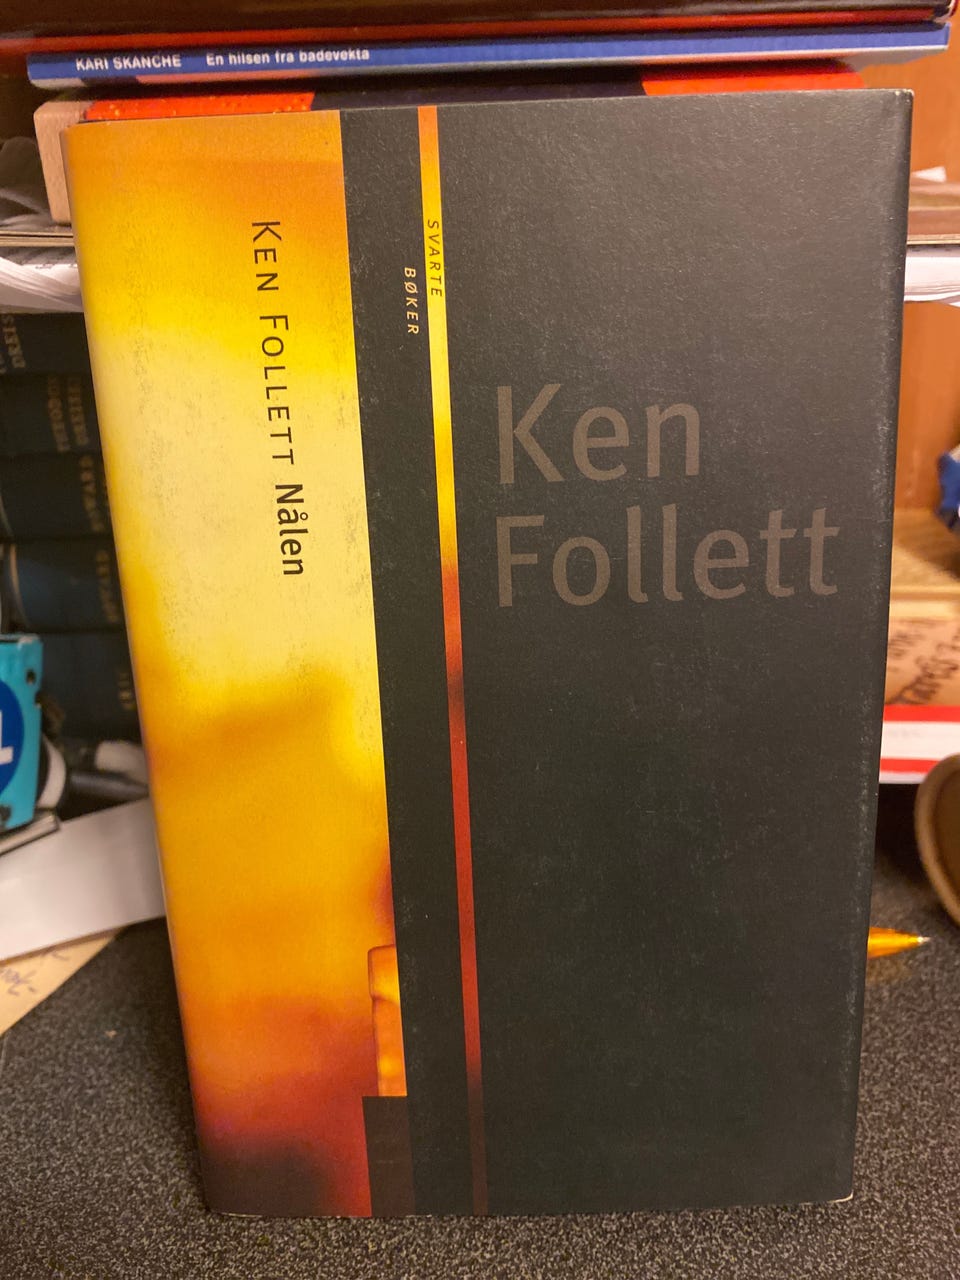 KARI SKANCHE En hilsen fra badevekta
KEN FOLLETT Nålen
SVARTE
BØKER
Ken
Follett